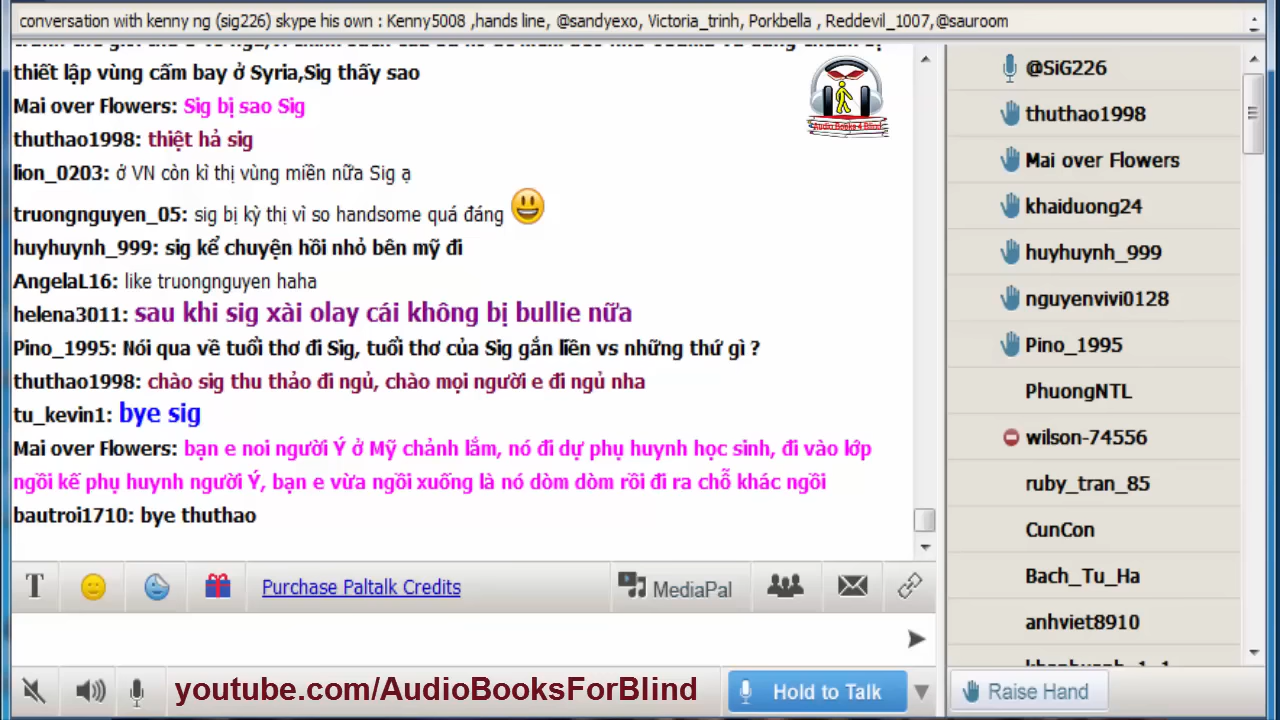 conversation with kenny ng (sig226) skype his own : Kenny5008 ,hands line, @sandyexo, Victoria_trinh, Porkbella , Reddevil_1007,@sauroom
thiết lập vùng cấm bay ở Syria,Sig thấy sao
Mai over Flowers: Sig bị sao Sig
thuthao1998: thiệt hả sig
lion_0203: ở VN còn kì thị vùng miền nữa Sig ạ
truongnguyen_05: sig bị kỳ thị vì so handsome quá đáng
huyhuynh_999: sig kể chuyện hồi nhỏ bên mỹ đi
AngelaL16: like truongnguyen haha
helena3011: sau khi sig xài olay cái không bị bullie nữa
Pino_1995: Nói qua về tuổi thơ đi Sig, tuổi thơ của Sig gắn liền vs những thứ gì ?
thuthao1998: chào sig thu thảo đi ngủ, chào mọi người e đi ngủ nha
tu_kevin1: bye sig
Mai over Flowers: bạn e noi người Ý ở Mỹ chảnh lắm, nó đi dự phụ huynh học sinh, đi vào lớp
ngồi kế phụ huynh người Ý, bạn e vừa ngồi xuống là nó dòm dòm rồi đi ra chỗ khác ngồi
bautroi1710: bye thuthao
Audio Books 4 Blind
@SiG226
thuthao1998
Mai over Flowers
khaiduong24
huyhuynh_999
nguyenvivi0128
Pino_1995
PhuongNTL
wilson-74556
ruby_tran_85
CunCon
Bach_Tu_Ha
anhviet8910
T
Purchase Paltalk Credits
MediaPal
youtube.com/AudioBooksForBlind
Hold to Talk
Raise Hand